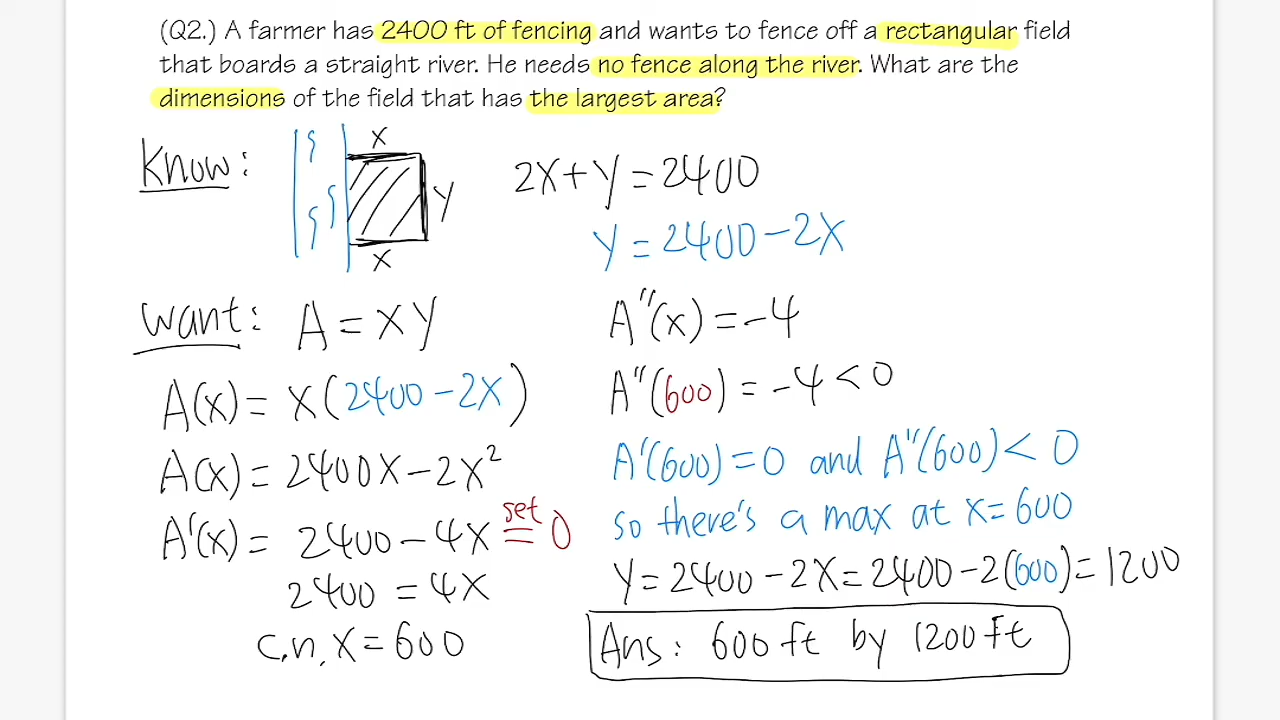 (Q2.) A farmer has 2400 ft of fencing and wants to fence off a rectangular field
that boards a straight river. He needs no fence along the river. What are the
dimensions of the field that has the largest area?
Know:
x
y
x
2x+y=2400
y=2400-2x
Want: A=xy
A(x)= x(2400-2x)
A(x)=2400x-2x²
A'(x)= 2400-4x set = 0
2400 = 4x
c.n. x=600
A"(x)=-4
A"(600)=-4<0
A'(600)=0 and A"(600)<0
so there's a max at x=600
y=2400-2x=2400-2(600)=1200
Ans: 600 ft by 1200 ft